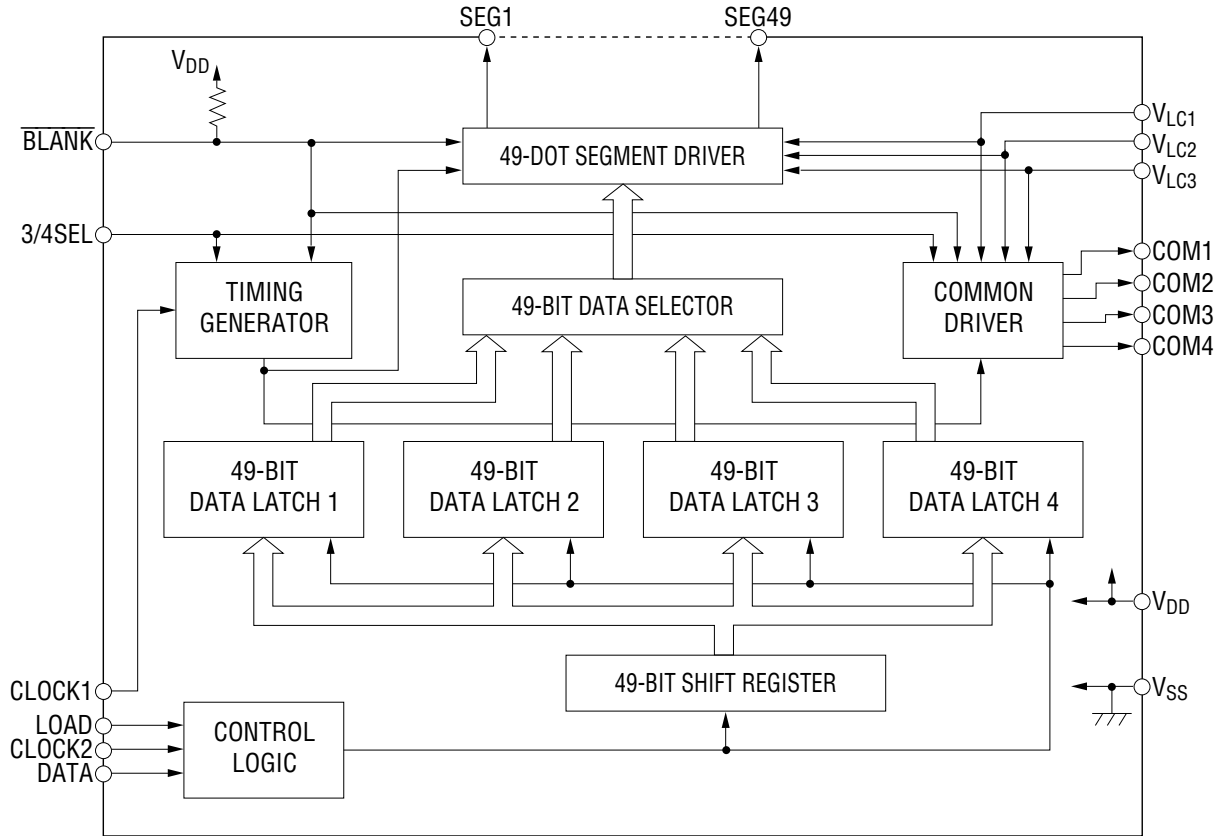 SEG1 SEG49
VDD
BLANK
49-DOT SEGMENT DRIVER
VLC1
VLC2
VLC3
3/4SEL
TIMING
GENERATOR
49-BIT DATA SELECTOR
COMMON
DRIVER
COM1
COM2
COM3
COM4
49-BIT
DATA LATCH 1
49-BIT
DATA LATCH 2
49-BIT
DATA LATCH 3
49-BIT
DATA LATCH 4
VDD
49-BIT SHIFT REGISTER
VSS
CLOCK1
LOAD
CLOCK2
DATA
CONTROL
LOGIC